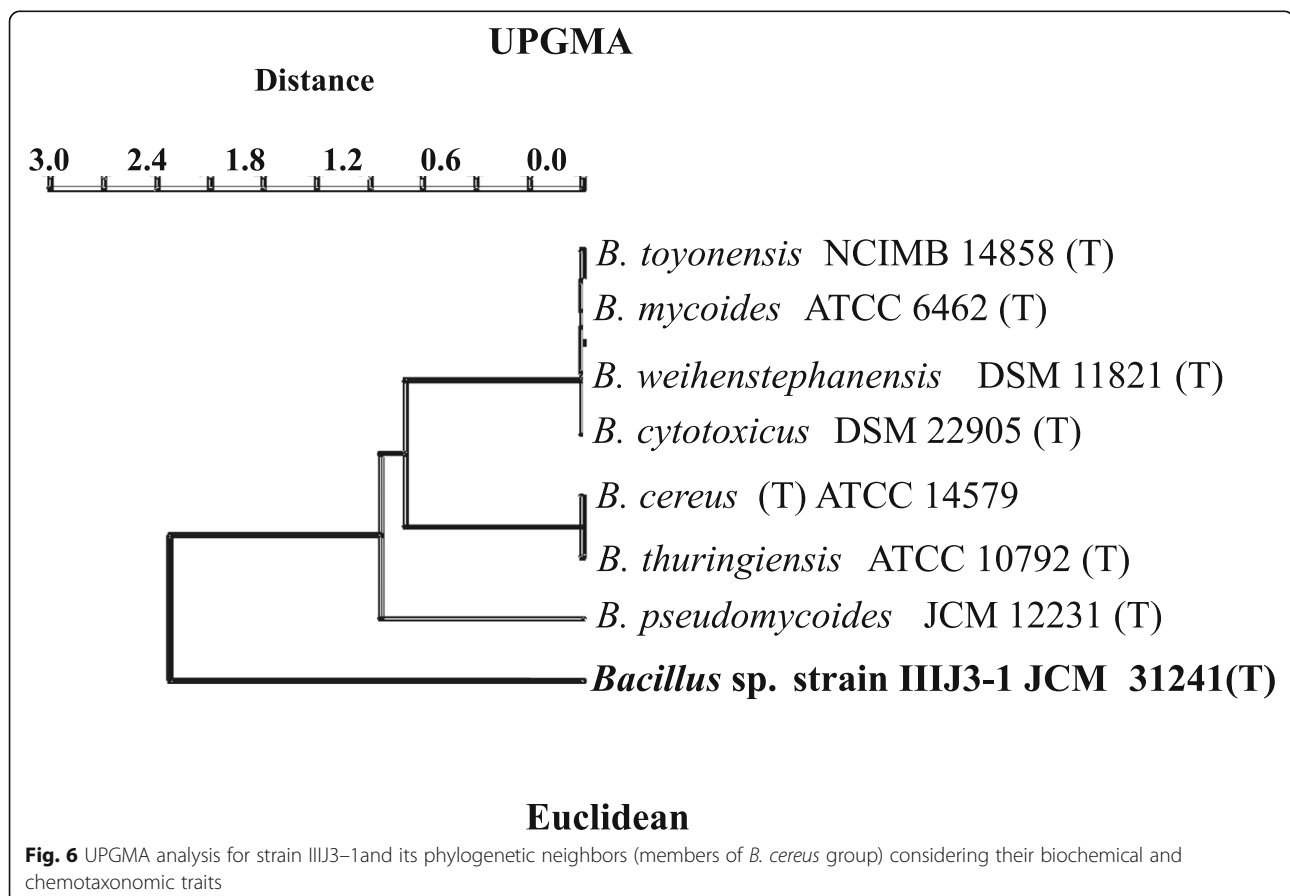 UPGMA
Distance
3.0 2.4 1.8 1.2 0.6 0.0
B. toyonensis NCIMB 14858 (T)
B. mycoides ATCC 6462 (T)
B. weihenstephanensis DSM 11821 (T)
B. cytotoxicus DSM 22905 (T)
B. cereus (T) ATCC 14579
B. thuringiensis ATCC 10792 (T)
B. pseudomycoides JCM 12231 (T)
Bacillus sp. strain IIIJ3-1 JCM 31241(T)
Euclidean
Fig. 6 UPGMA analysis for strain IIIJ3–1and its phylogenetic neighbors (members of B. cereus group) considering their biochemical and
chemotaxonomic traits